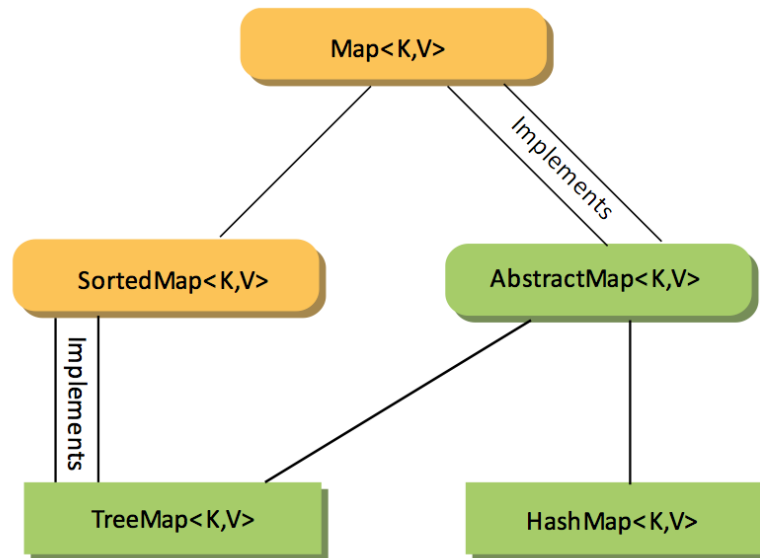 Map<K,V>
Implements
SortedMap<K,V>
AbstractMap<K,V>
Implements
TreeMap<K,V>
HashMap<K,V>